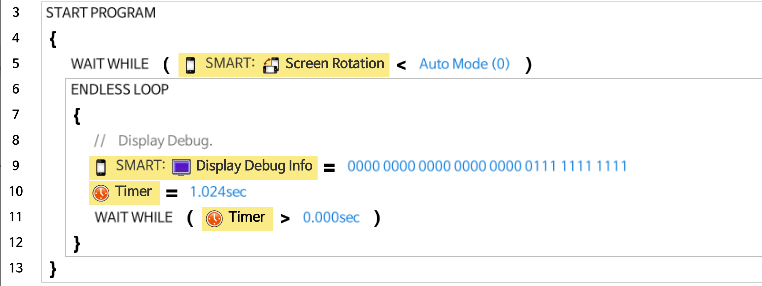 3 START PROGRAM
4 {
5 WAIT WHILE ( SMART: Screen Rotation < Auto Mode (0) )
6 ENDLESS LOOP
7 {
8 // Display Debug.
9 SMART: Display Debug Info = 0000 0000 0000 0000 0000 0111 1111 1111
10 Timer = 1.024sec
11 WAIT WHILE ( Timer > 0.000sec )
12 }
13 }